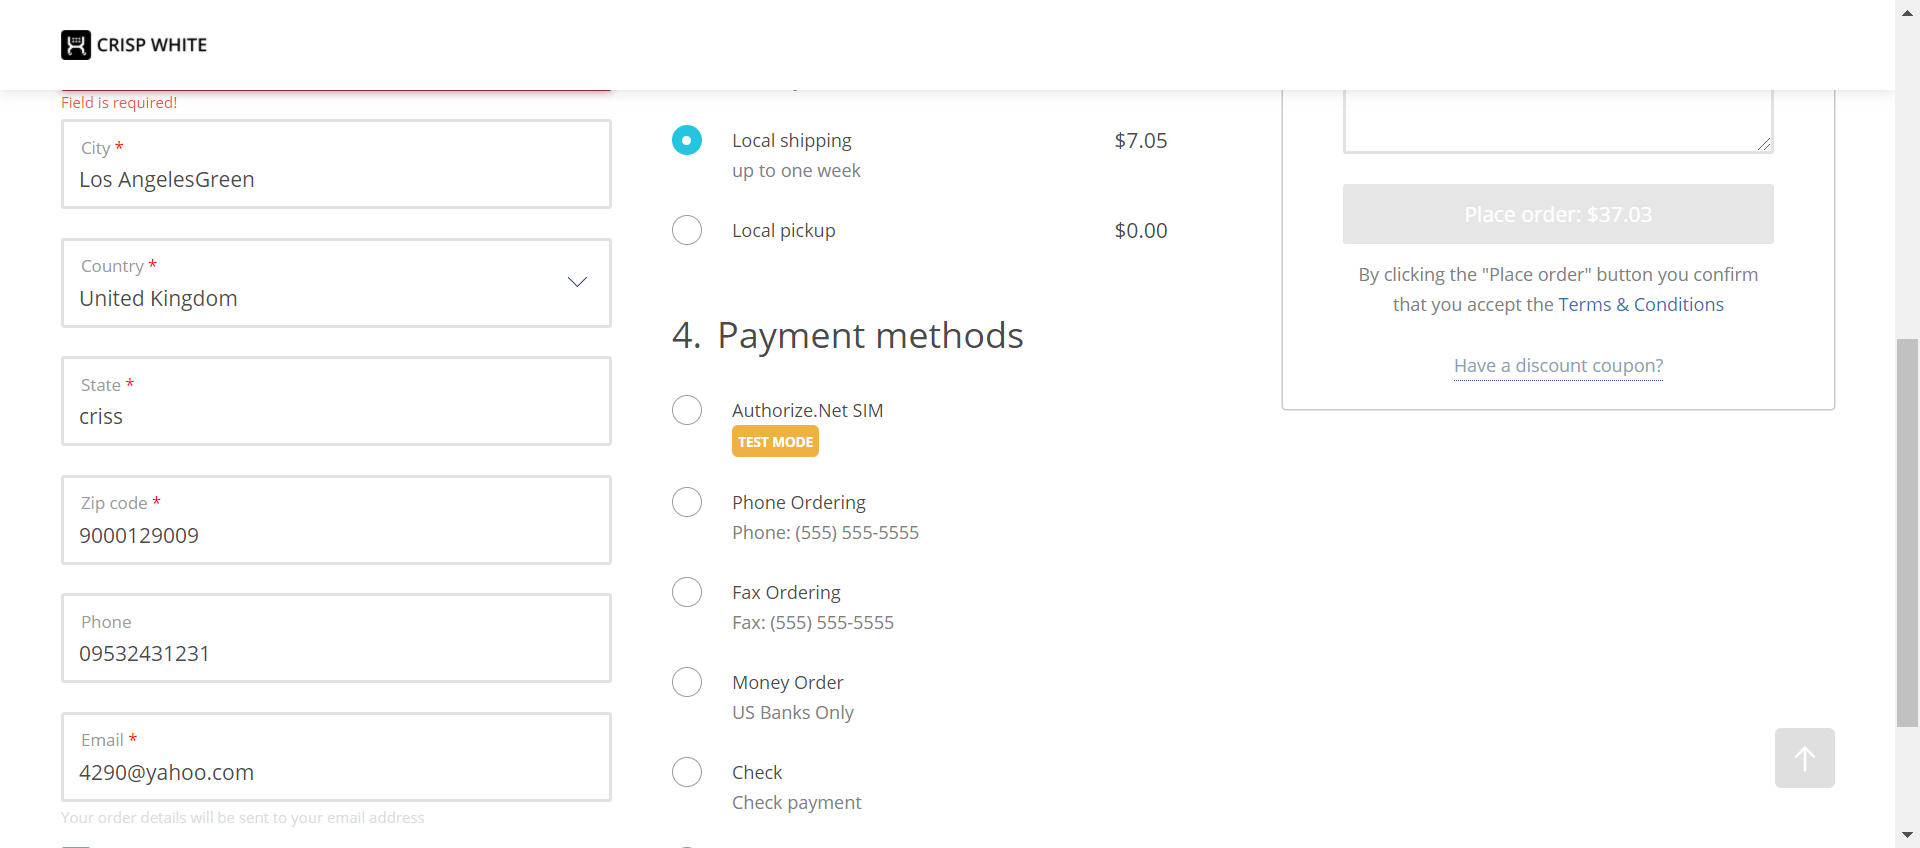 CRISP WHITE
Field is required!
City *
Los AngelesGreen
Country *
United Kingdom
State *
criss
Zip code *
9000129009
Phone
09532431231
Email *
4290@yahoo.com
Your order details will be sent to your email address
Local shipping $7.05
up to one week
Local pickup $0.00
4. Payment methods
Authorize.Net SIM
TEST MODE
Phone Ordering
Phone: (555) 555-5555
Fax Ordering
Fax: (555) 555-5555
Money Order
US Banks Only
Check
Check payment
Place order: $37.03
By clicking the "Place order" button you confirm
that you accept the Terms & Conditions
Have a discount coupon?